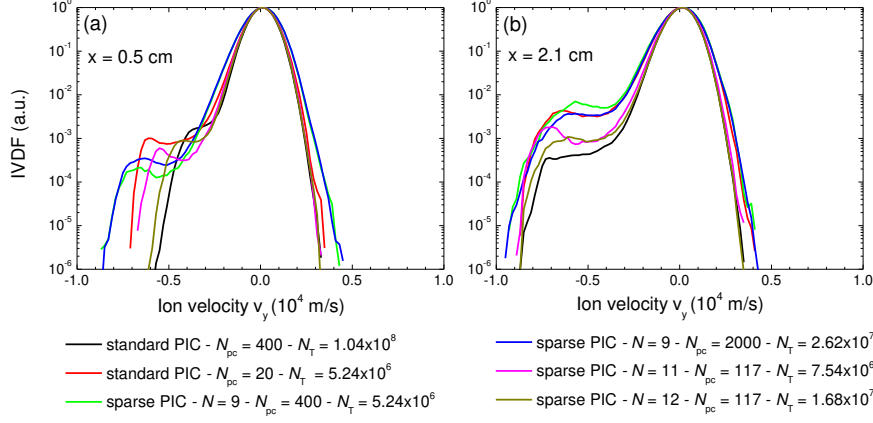 (a)
x = 0.5 cm
IVDF (a.u.)
10⁰
10⁻¹
10⁻²
10⁻³
10⁻⁴
10⁻⁵
10⁻⁶
-1.0 -0.5 0.0 0.5 1.0
Ion velocity v_y (10⁴ m/s)
(b)
x = 2.1 cm
10⁰
10⁻¹
10⁻²
10⁻³
10⁻⁴
10⁻⁵
10⁻⁶
-1.0 -0.5 0.0 0.5 1.0
Ion velocity v_y (10⁴ m/s)
standard PIC - N_pc = 400 - N_T = 1.04x10⁸
standard PIC - N_pc = 20 - N_T = 5.24x10⁶
sparse PIC - N = 9 - N_pc = 400 - N_T = 5.24x10⁶
sparse PIC - N = 9 - N_pc = 2000 - N_T = 2.62x10⁷
sparse PIC - N = 11 - N_pc = 117 - N_T = 7.54x10⁶
sparse PIC - N = 12 - N_pc = 117 - N_T = 1.68x10⁷